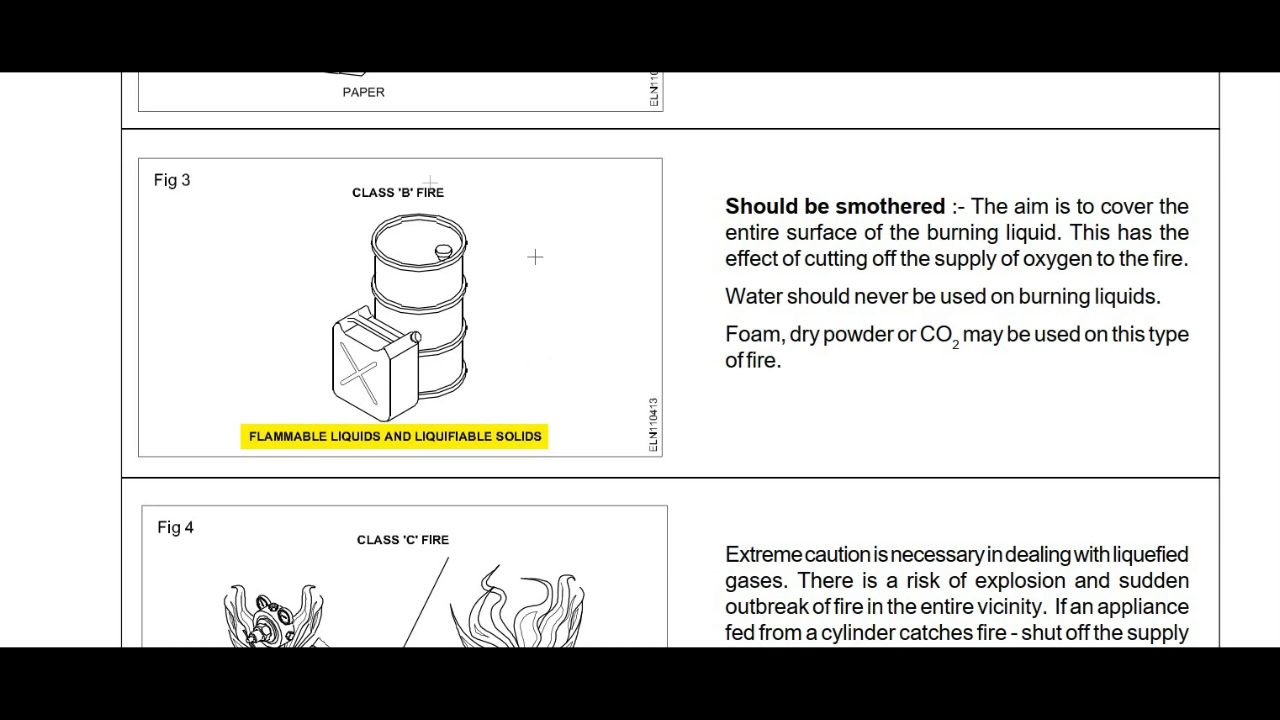 PAPER
ELN110
Fig 3
CLASS 'B' FIRE
FLAMMABLE LIQUIDS AND LIQUIFIABLE SOLIDS
ELN110413
Should be smothered :- The aim is to cover the
entire surface of the burning liquid. This has the
effect of cutting off the supply of oxygen to the fire.
Water should never be used on burning liquids.
Foam, dry powder or CO2 may be used on this type
of fire.
Fig 4
CLASS 'C' FIRE
Extreme caution is necessary in dealing with liquefied
gases. There is a risk of explosion and sudden
outbreak of fire in the entire vicinity. If an appliance
fed from a cylinder catches fire - shut off the supply